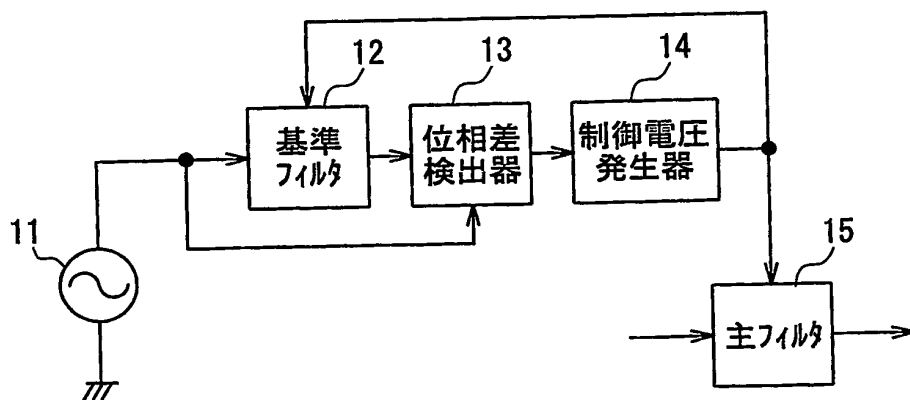 12
13
14
基準
フィルタ
位相差
検出器
制御電圧
発生器
11
15
主フィルタ